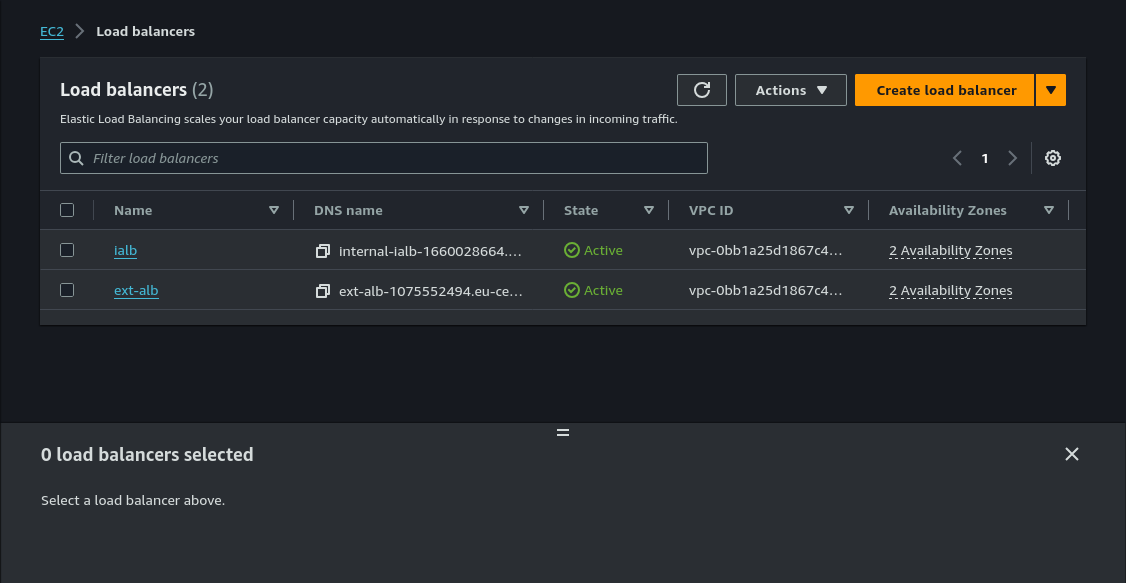 EC2 Load balancers
Load balancers (2)
Actions
Create load balancer
Elastic Load Balancing scales your load balancer capacity automatically in response to changes in incoming traffic.
Filter load balancers
1
Name DNS name State VPC ID Availability Zones
ialb internal-ialb-1660028664.... Active vpc-0bb1a25d1867c4... 2 Availability Zones
ext-alb ext-alb-1075552494.eu-ce... Active vpc-0bb1a25d1867c4... 2 Availability Zones
0 load balancers selected
Select a load balancer above.